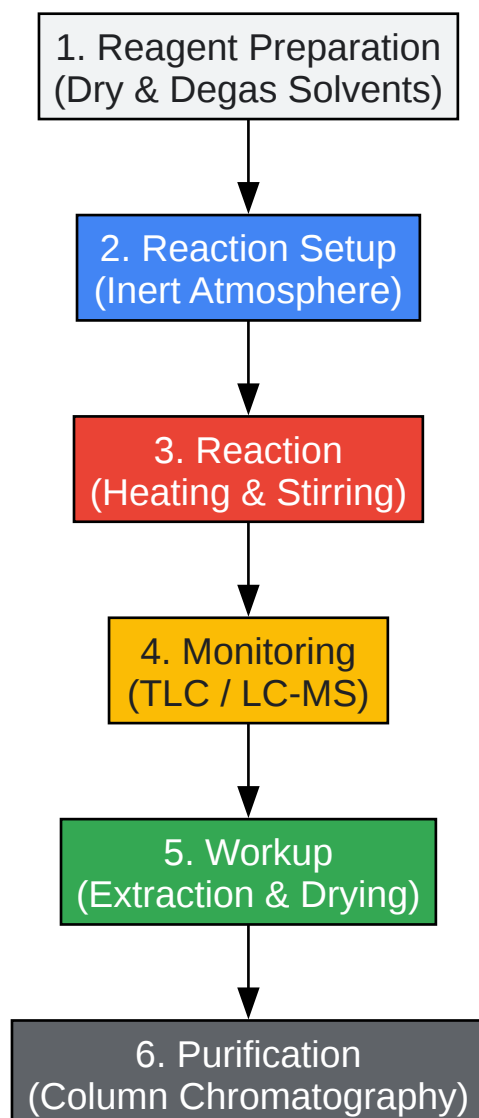 1. Reagent Preparation
(Dry & Degas Solvents)
2. Reaction Setup
(Inert Atmosphere)
3. Reaction
(Heating & Stirring)
4. Monitoring
(TLC / LC-MS)
5. Workup
(Extraction & Drying)
6. Purification
(Column Chromatography)